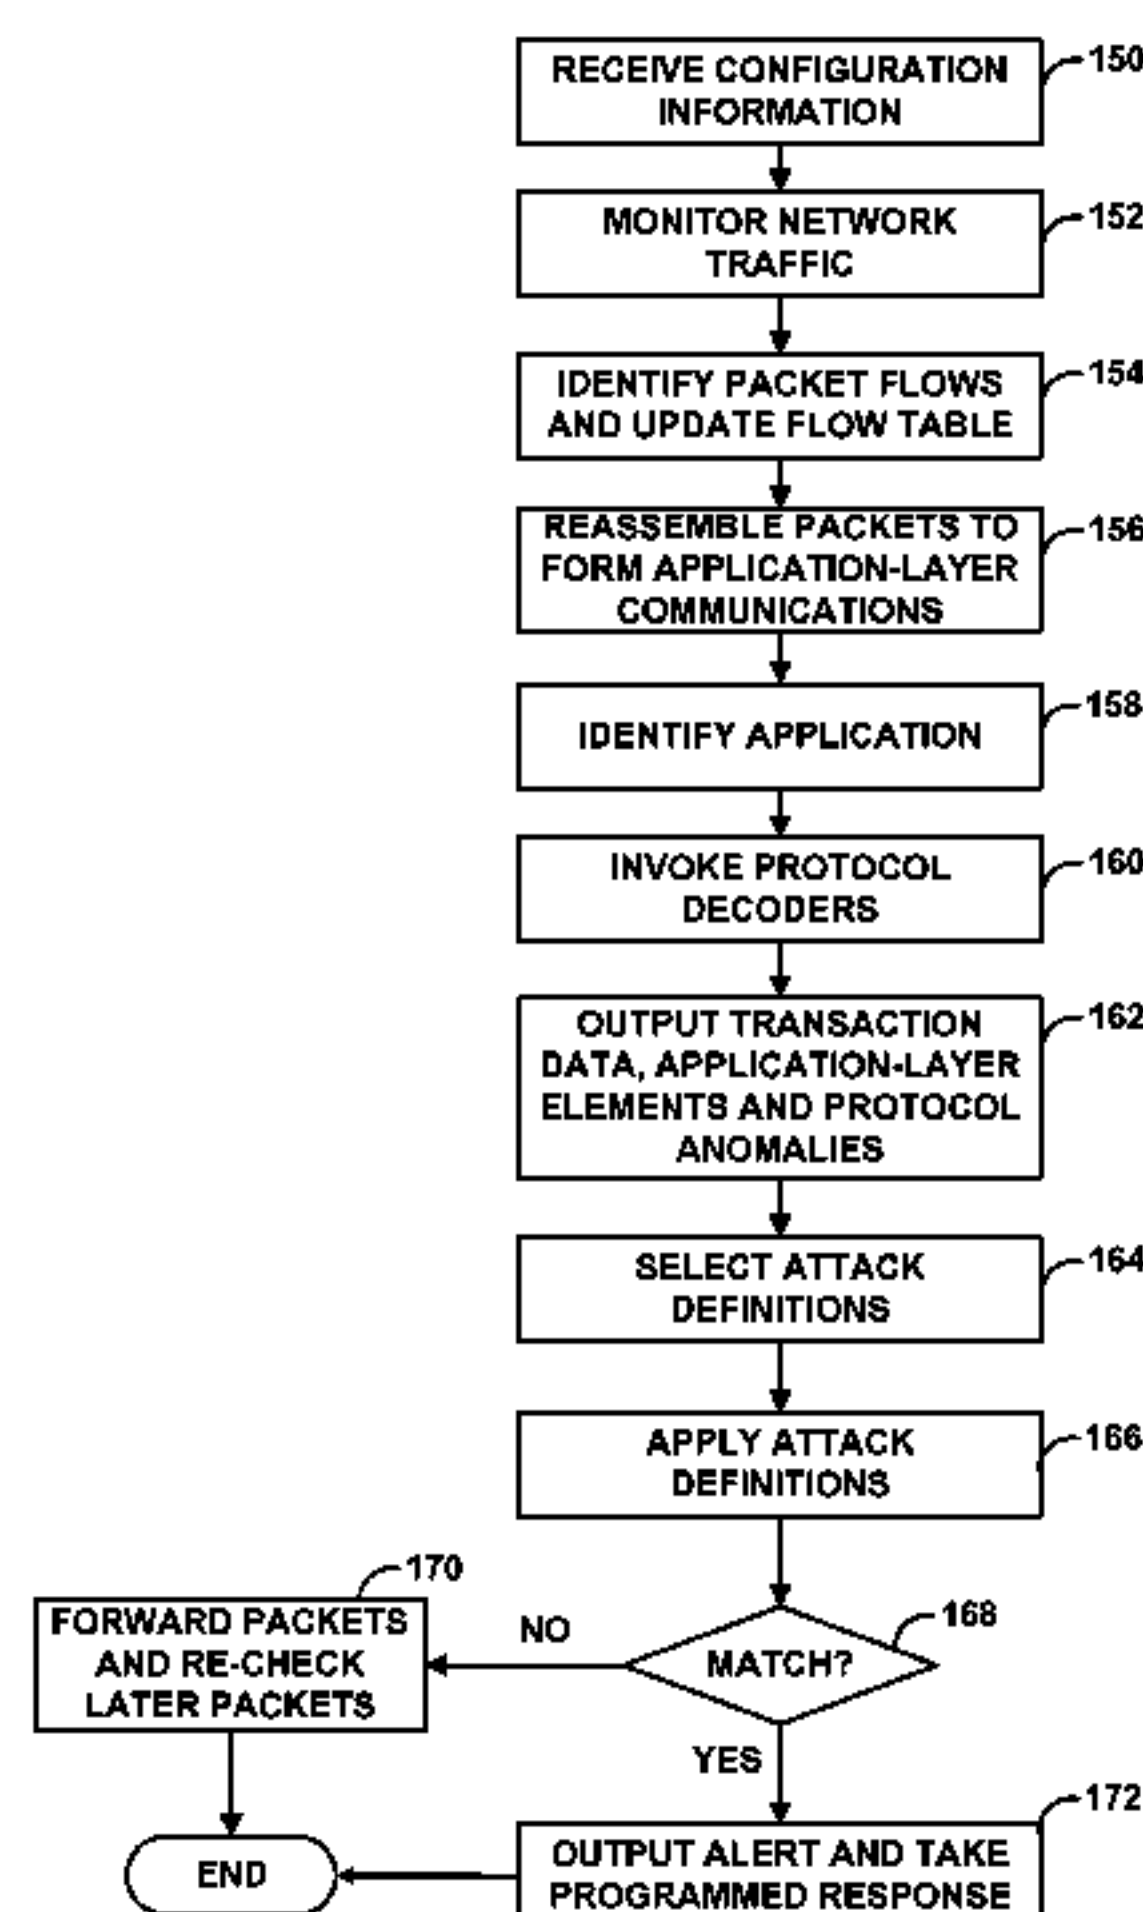 RECEIVE CONFIGURATION
INFORMATION
150
MONITOR NETWORK
TRAFFIC
152
IDENTIFY PACKET FLOWS
AND UPDATE FLOW TABLE
154
REASSEMBLE PACKETS TO
FORM APPLICATION-LAYER
COMMUNICATIONS
156
IDENTIFY APPLICATION
158
INVOKE PROTOCOL
DECODERS
160
OUTPUT TRANSACTION
DATA, APPLICATION-LAYER
ELEMENTS AND PROTOCOL
ANOMALIES
162
SELECT ATTACK
DEFINITIONS
164
APPLY ATTACK
DEFINITIONS
166
MATCH?
168
NO
170
FORWARD PACKETS
AND RE-CHECK
LATER PACKETS
YES
172
OUTPUT ALERT AND TAKE
PROGRAMMED RESPONSE
END